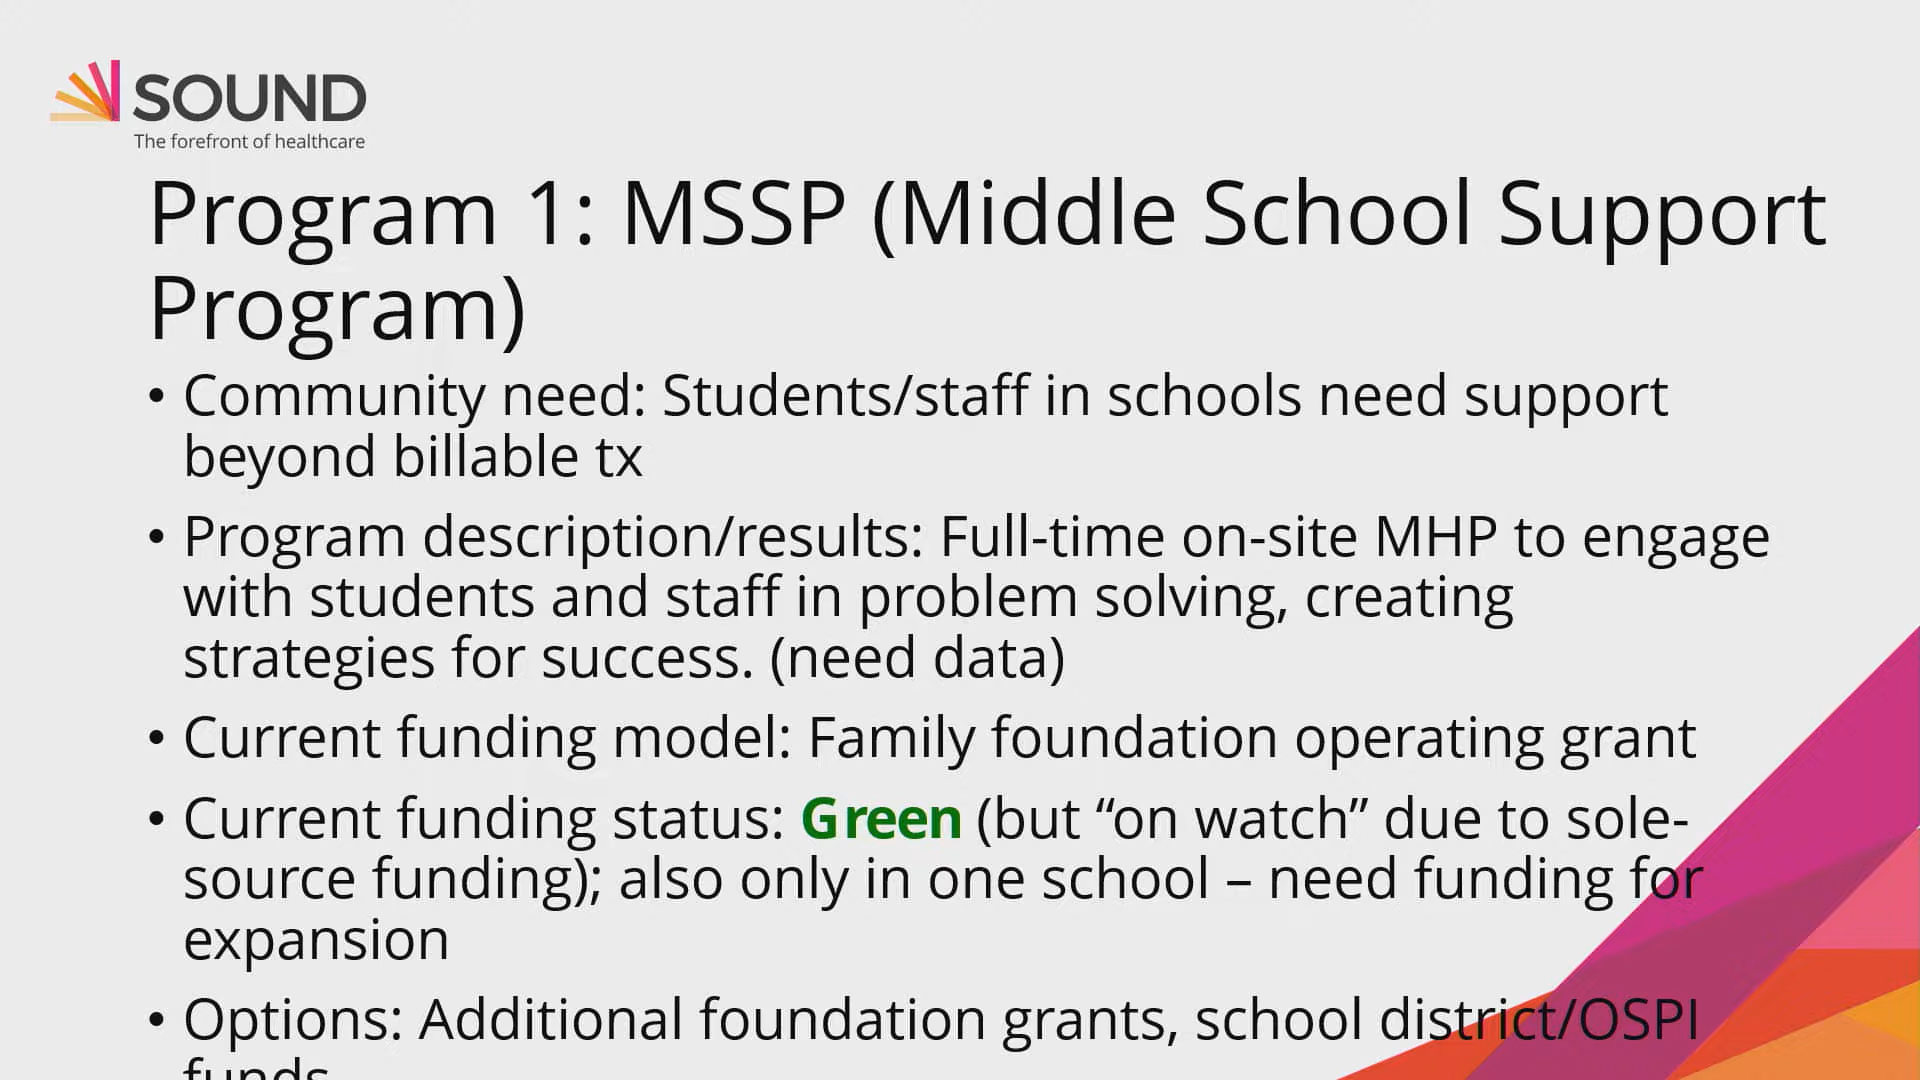 SOUND
The forefront of healthcare
Program 1: MSSP (Middle School Support
Program)
• Community need: Students/staff in schools need support
beyond billable tx
• Program description/results: Full-time on-site MHP to engage
with students and staff in problem solving, creating
strategies for success. (need data)
• Current funding model: Family foundation operating grant
• Current funding status: Green (but “on watch” due to sole-
source funding); also only in one school – need funding for
expansion
• Options: Additional foundation grants, school district/OSPI
funds